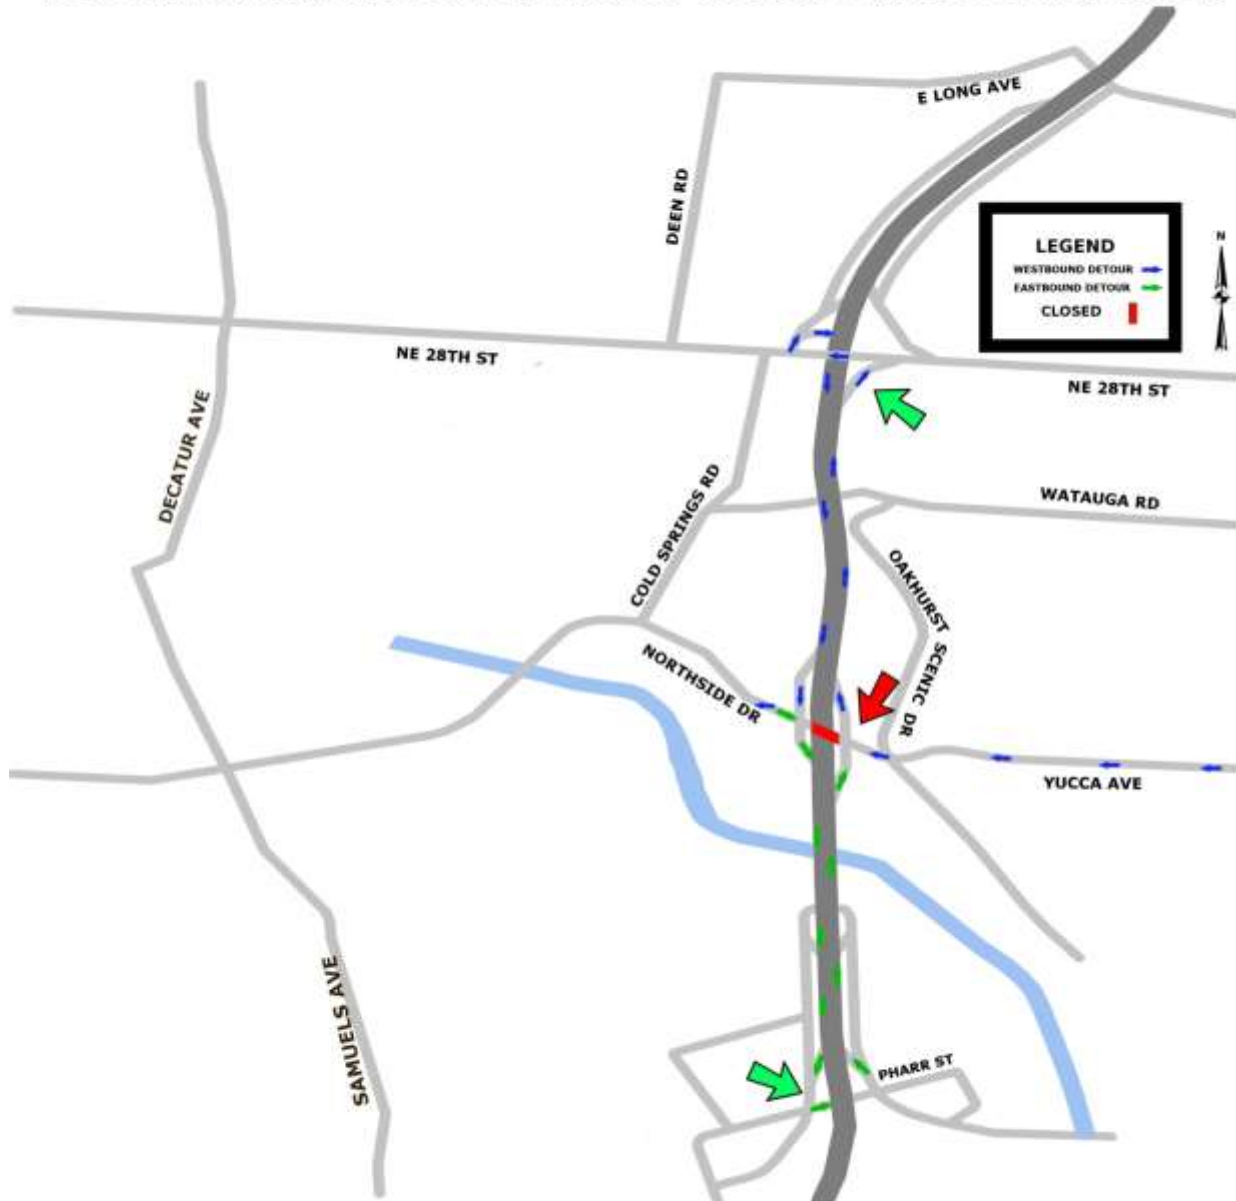 E LONG AVE
DEEN RD
N
LEGEND
WESTBOUND DETOUR
EASTBOUND DETOUR
CLOSED
NE 28TH ST
NE 28TH ST
DECATUR AVE
COLD SPRINGS RD
WATAUGA RD
OAKHURST SCENIC DR
NORTHSIDE DR
YUCCA AVE
SAMUELS AVE
PHARR ST